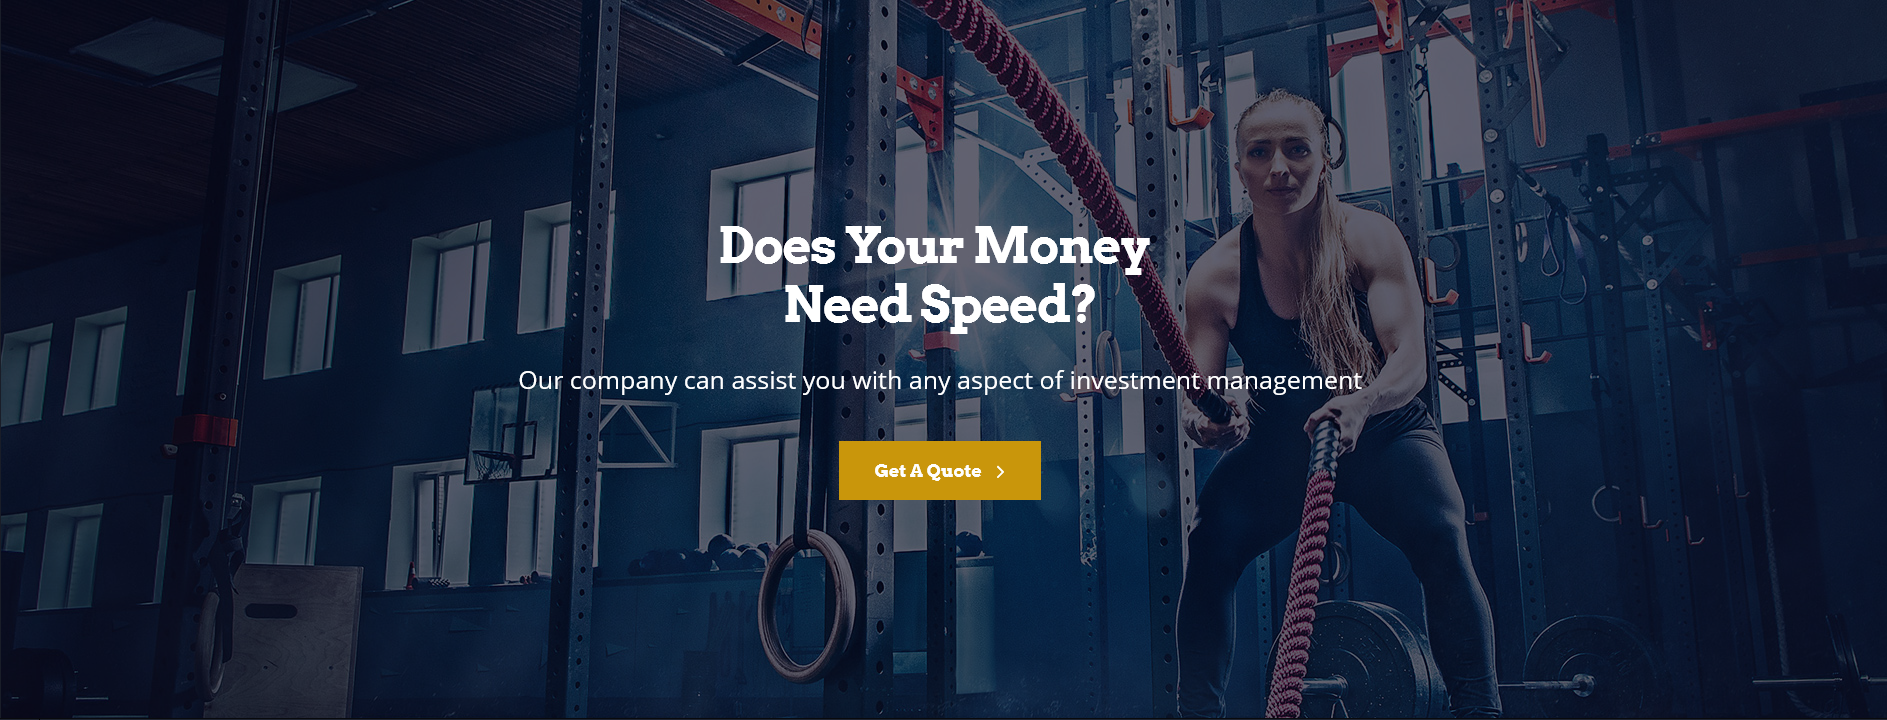 Does Your Money
Need Speed?
Our company can assist you with any aspect of investment management
Get A Quote